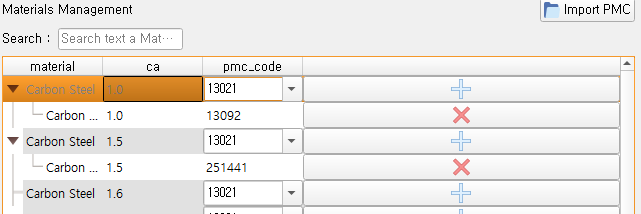 Materials Management
Import PMC
Search : Search text a Mat···
material ca pmc_code
Carbon Steel 1.0 13021
Carbon ... 1.0 13092
Carbon Steel 1.5 13021
Carbon ... 1.5 251441
Carbon Steel 1.6 13021